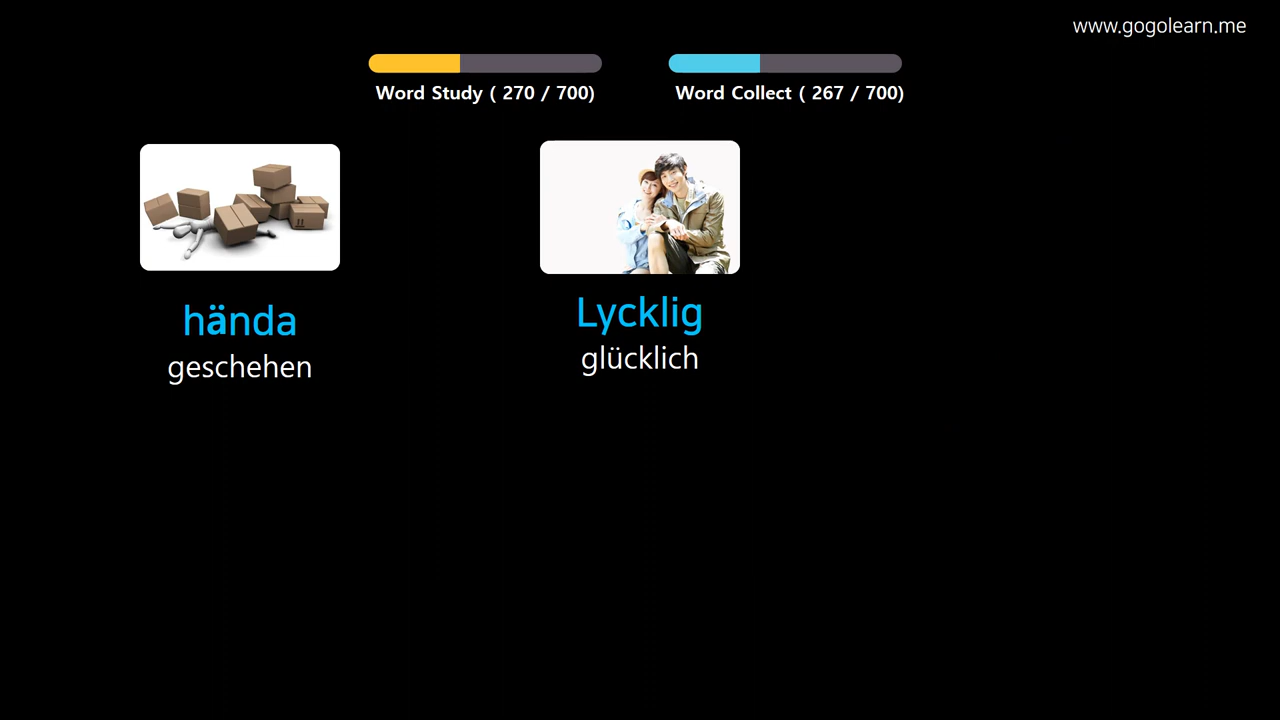 www.gogolearn.me
Word Study ( 270 / 700)
Word Collect ( 267 / 700)
hända
geschehen
Lycklig
glücklich